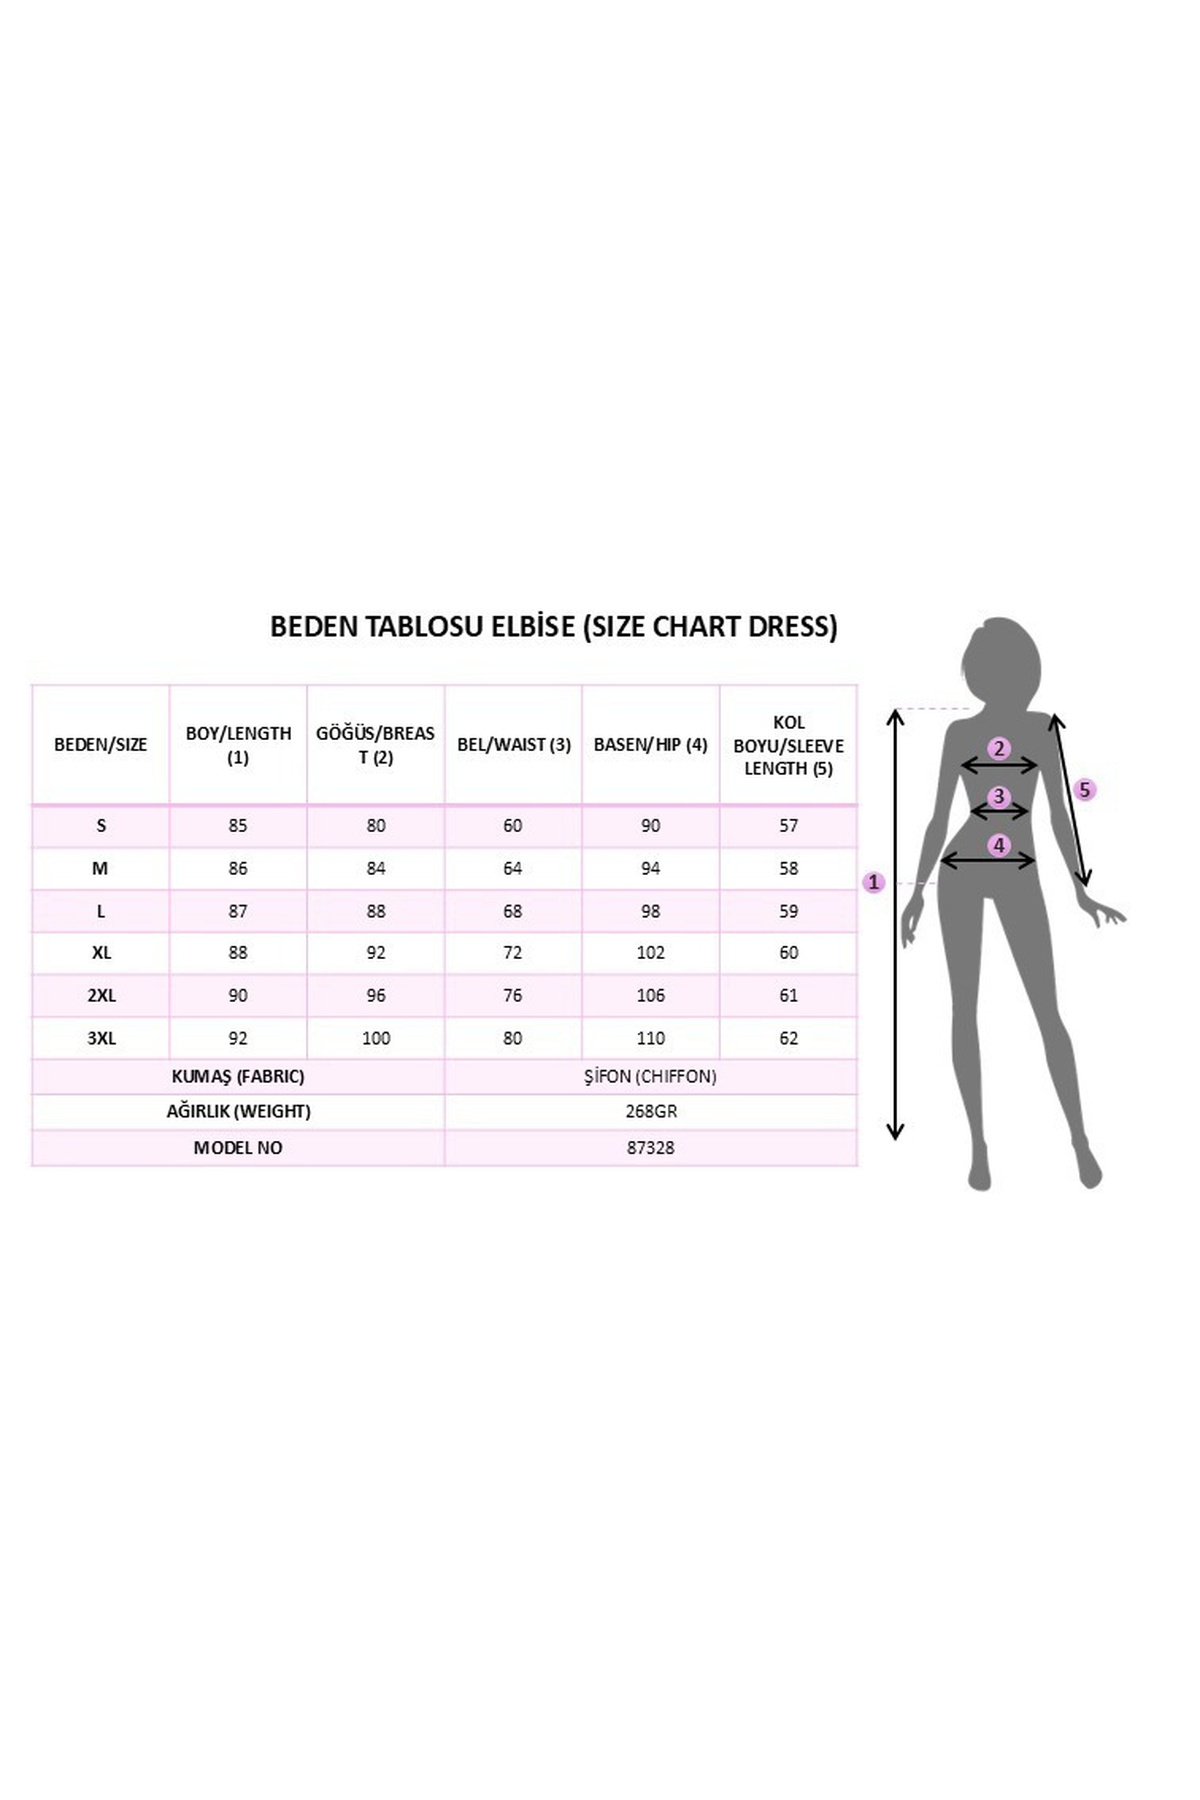 BEDEN TABLOSU ELBİSE (SIZE CHART DRESS)
BEDEN/SIZE
BOY/LENGTH
(1)
GÖĞÜS/BREAS
T (2)
BEL/WAIST (3)
BASEN/HIP (4)
KOL
BOYU/SLEEVE
LENGTH (5)
S 85 80 60 90 57
M 86 84 64 94 58
L 87 88 68 98 59
XL 88 92 72 102 60
2XL 90 96 76 106 61
3XL 92 100 80 110 62
KUMAŞ (FABRIC) ŞİFON (CHIFFON)
AĞIRLIK (WEIGHT) 268GR
MODEL NO 87328
2
3
5
4
1